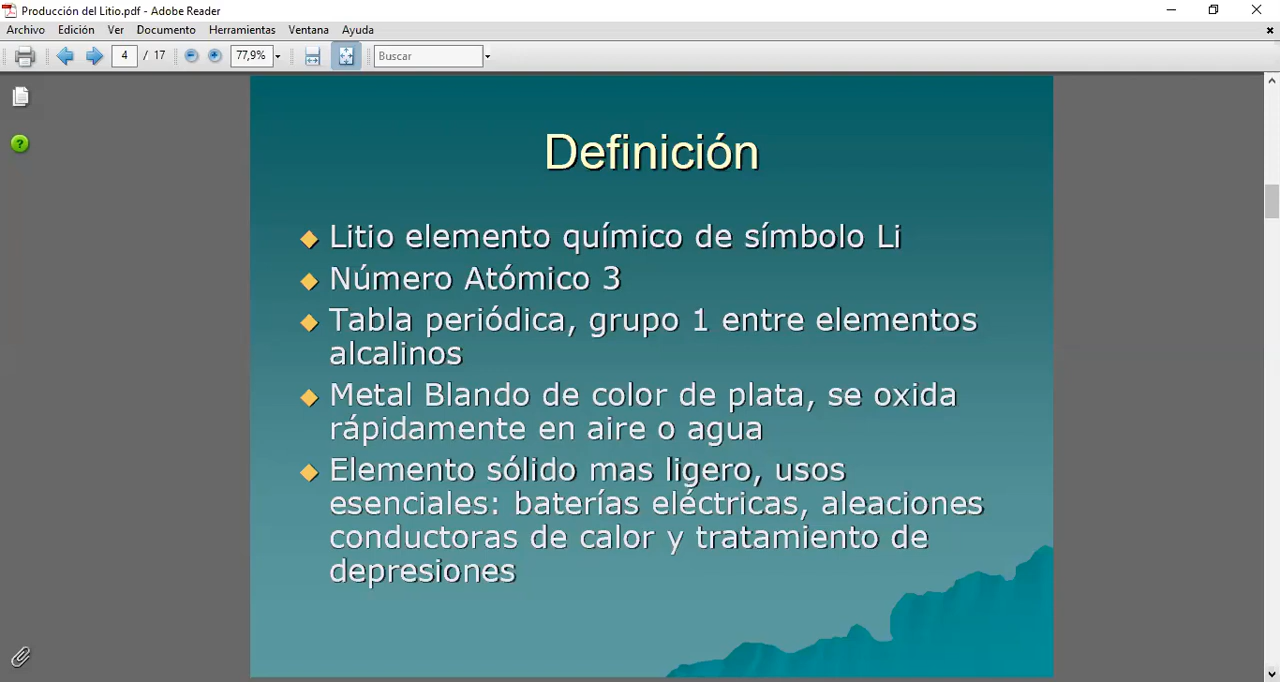 Producción del Litio.pdf - Adobe Reader
Archivo Edición Ver Documento Herramientas Ventana Ayuda
4 / 17 77,9% Buscar
Definición
Litio elemento químico de símbolo Li
Número Atómico 3
Tabla periódica, grupo 1 entre elementos
alcalinos
Metal Blando de color de plata, se oxida
rápidamente en aire o agua
Elemento sólido mas ligero, usos
esenciales: baterías eléctricas, aleaciones
conductoras de calor y tratamiento de
depresiones